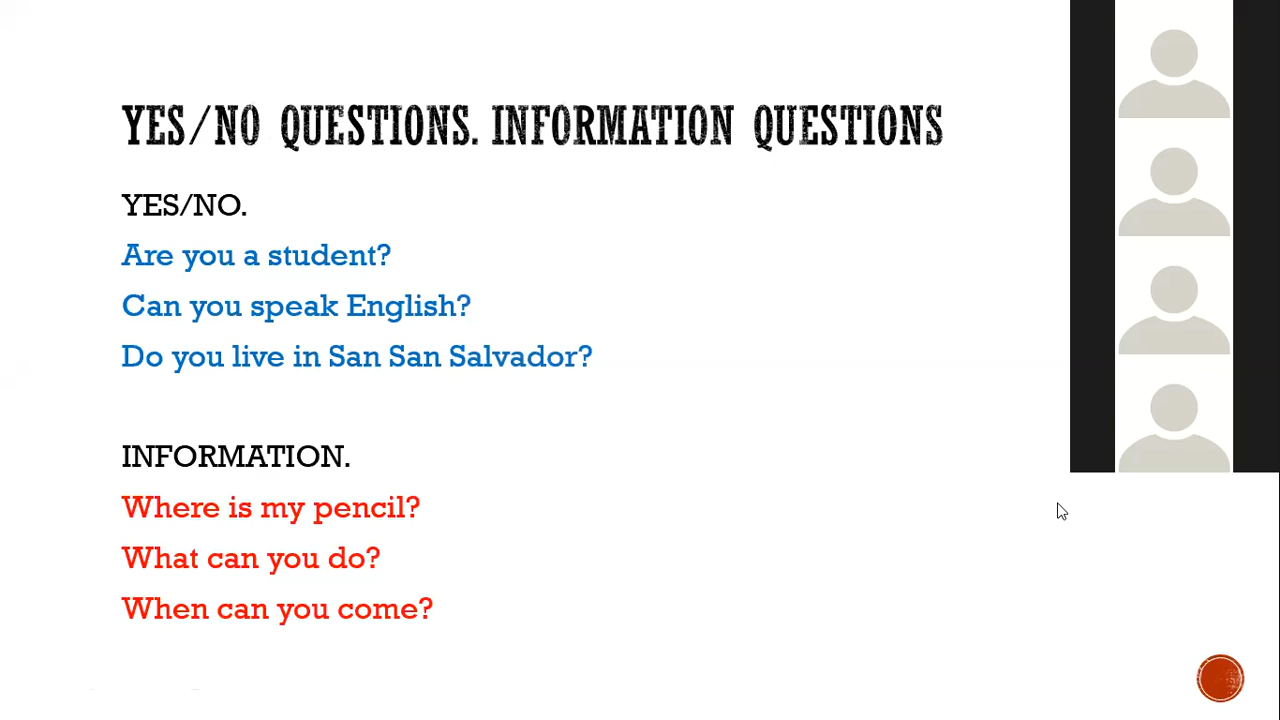 YES/NO QUESTIONS. INFORMATION QUESTIONS
YES/NO.
Are you a student?
Can you speak English?
Do you live in San San Salvador?
INFORMATION.
Where is my pencil?
What can you do?
When can you come?